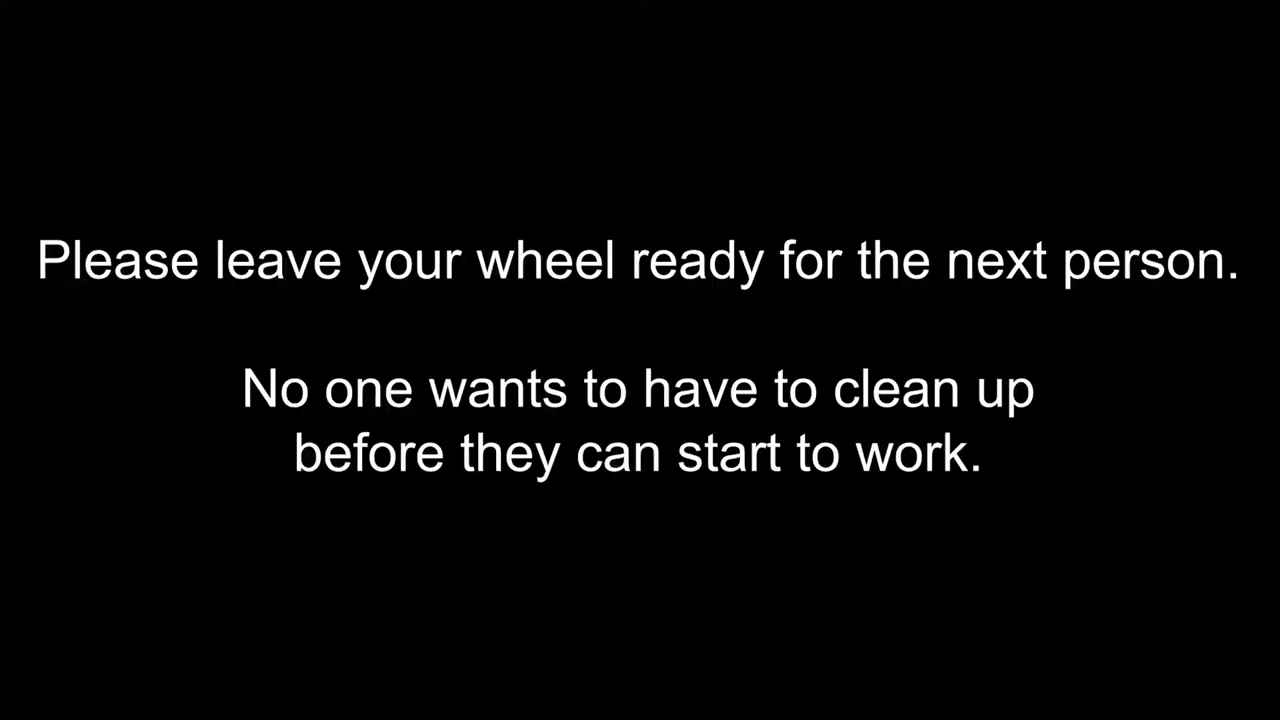 Please leave your wheel ready for the next person.
No one wants to have to clean up
before they can start to work.